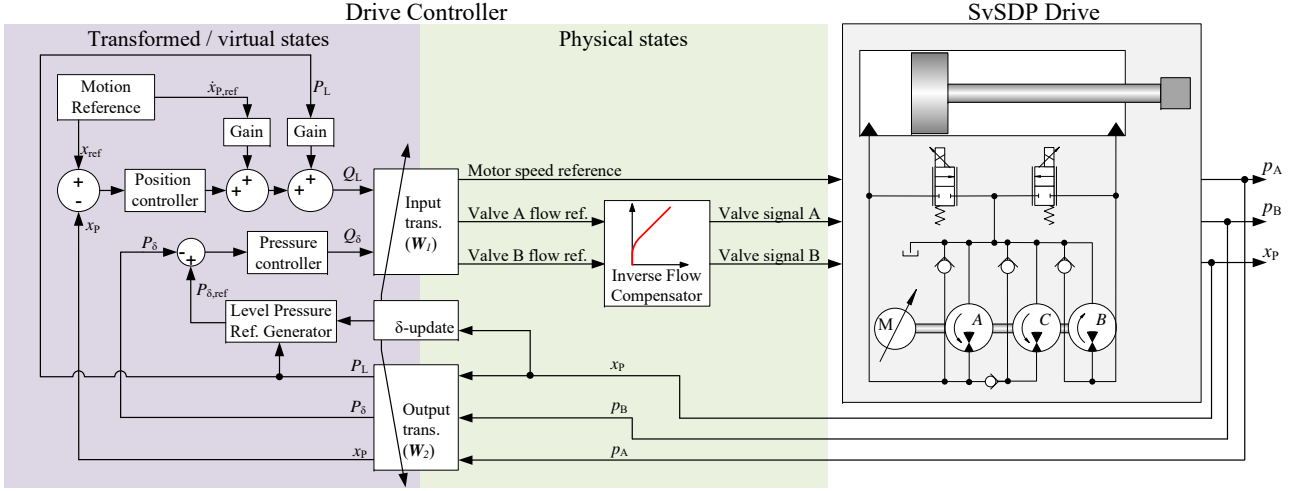 Drive Controller
SvSDP Drive
Transformed / virtual states
Physical states
Motion
Reference
ẋP,ref
PL
Gain
Gain
xref
+
-
Position
controller
+
+
+
+
QL
xP
Pδ
-
+
Pressure
controller
Qδ
Pδ,ref
Level Pressure
Ref. Generator
Input
trans.
(W1)
δ-update
Output
trans.
(W2)
PL
Pδ
xP
Motor speed reference
Valve A flow ref.
Valve B flow ref.
Inverse Flow
Compensator
Valve signal A
Valve signal B
xP
pB
pA
M
A
C
B
pA
pB
xP